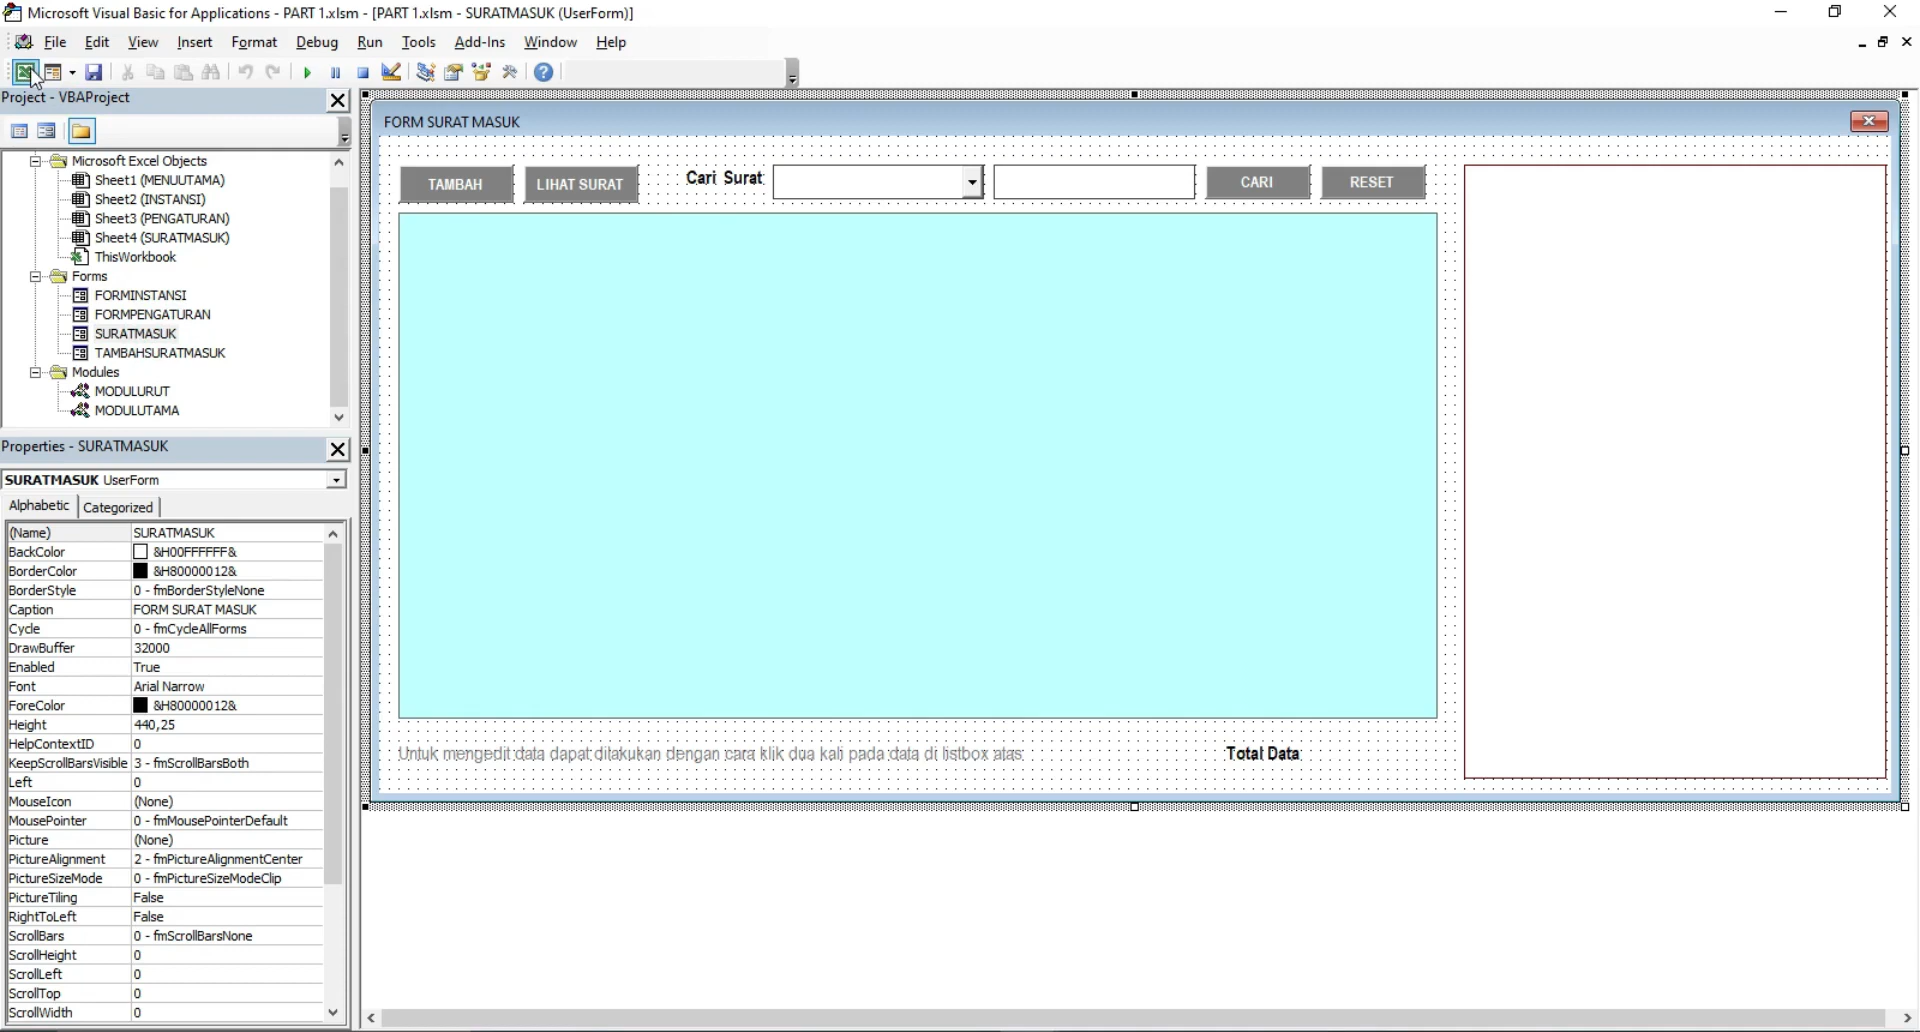 Microsoft Visual Basic for Applications - PART 1.xlsm - [PART 1.xlsm - SURATMASUK (UserForm)]
File Edit View Insert Format Debug Run Tools Add-Ins Window Help
Project - VBAProject
Microsoft Excel Objects
Sheet1 (MENUUTAMA)
Sheet2 (INSTANSI)
Sheet3 (PENGATURAN)
Sheet4 (SURATMASUK)
ThisWorkbook
Forms
FORMINSTANSI
FORMPENGATURAN
SURATMASUK
TAMBAHSURATMASUK
Modules
MODULURUT
MODULUTAMA
Properties - SURATMASUK
SURATMASUK UserForm
Alphabetic Categorized
(Name) SURATMASUK
BackColor &H00FFFFFF&
BorderColor &H80000012&
BorderStyle 0 - fmBorderStyleNone
Caption FORM SURAT MASUK
Cycle 0 - fmCycleAllForms
DrawBuffer 32000
Enabled True
Font Arial Narrow
ForeColor &H80000012&
Height 440,25
HelpContextID 0
KeepScrollBarsVisible 3 - fmScrollBarsBoth
Left 0
MouseIcon (None)
MousePointer 0 - fmMousePointerDefault
Picture (None)
PictureAlignment 2 - fmPictureAlignmentCenter
PictureSizeMode 0 - fmPictureSizeModeClip
PictureTiling False
RightToLeft False
ScrollBars 0 - fmScrollBarsNone
ScrollHeight 0
ScrollLeft 0
ScrollTop 0
ScrollWidth 0
FORM SURAT MASUK
TAMBAH LIHAT SURAT Cari Surat CARI RESET
Untuk mengedit data dapat dilakukan dengan cara klik dua kali pada data di listbox atas
Total Data